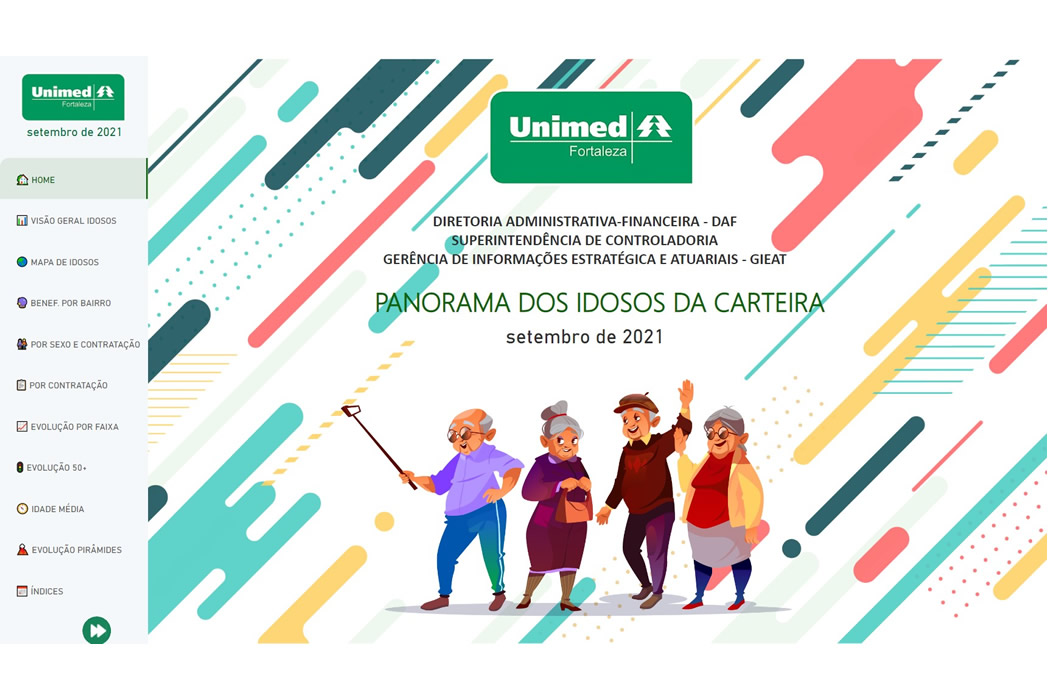 Unimed
Fortaleza
setembro de 2021
HOME
VISÃO GERAL IDOSOS
MAPA DE IDOSOS
BENEF. POR BAIRRO
POR SEXO E CONTRATAÇÃO
POR CONTRATAÇÃO
EVOLUÇÃO POR FAIXA
EVOLUÇÃO 50+
IDADE MÉDIA
EVOLUÇÃO PIRÂMIDES
ÍNDICES
Unimed
Fortaleza
DIRETORIA ADMINISTRATIVA-FINANCEIRA - DAF
SUPERINTENDÊNCIA DE CONTROLADORIA
GERÊNCIA DE INFORMAÇÕES ESTRATÉGICA E ATUARIAIS - GIEAT
PANORAMA DOS IDOSOS DA CARTEIRA
setembro de 2021